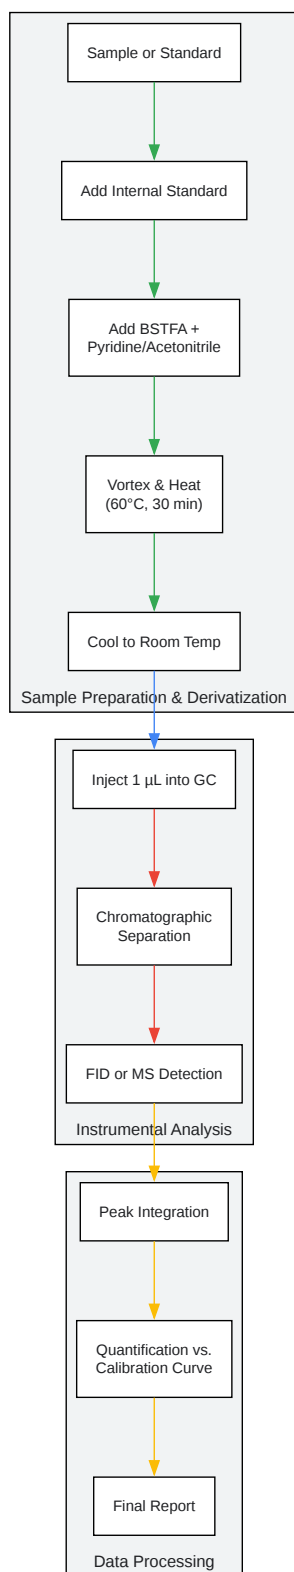 Sample or Standard
Add Internal Standard
Add BSTFA +
Pyridine/Acetonitrile
Vortex & Heat
(60°C, 30 min)
Cool to Room Temp
Sample Preparation & Derivatization
Inject 1 µL into GC
Chromatographic
Separation
FID or MS Detection
Instrumental Analysis
Peak Integration
Quantification vs.
Calibration Curve
Final Report
Data Processing